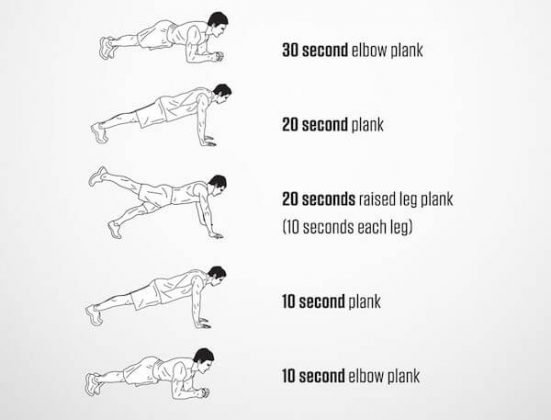 30 second elbow plank
20 second plank
20 seconds raised leg plank
(10 seconds each leg)
10 second plank
10 second elbow plank